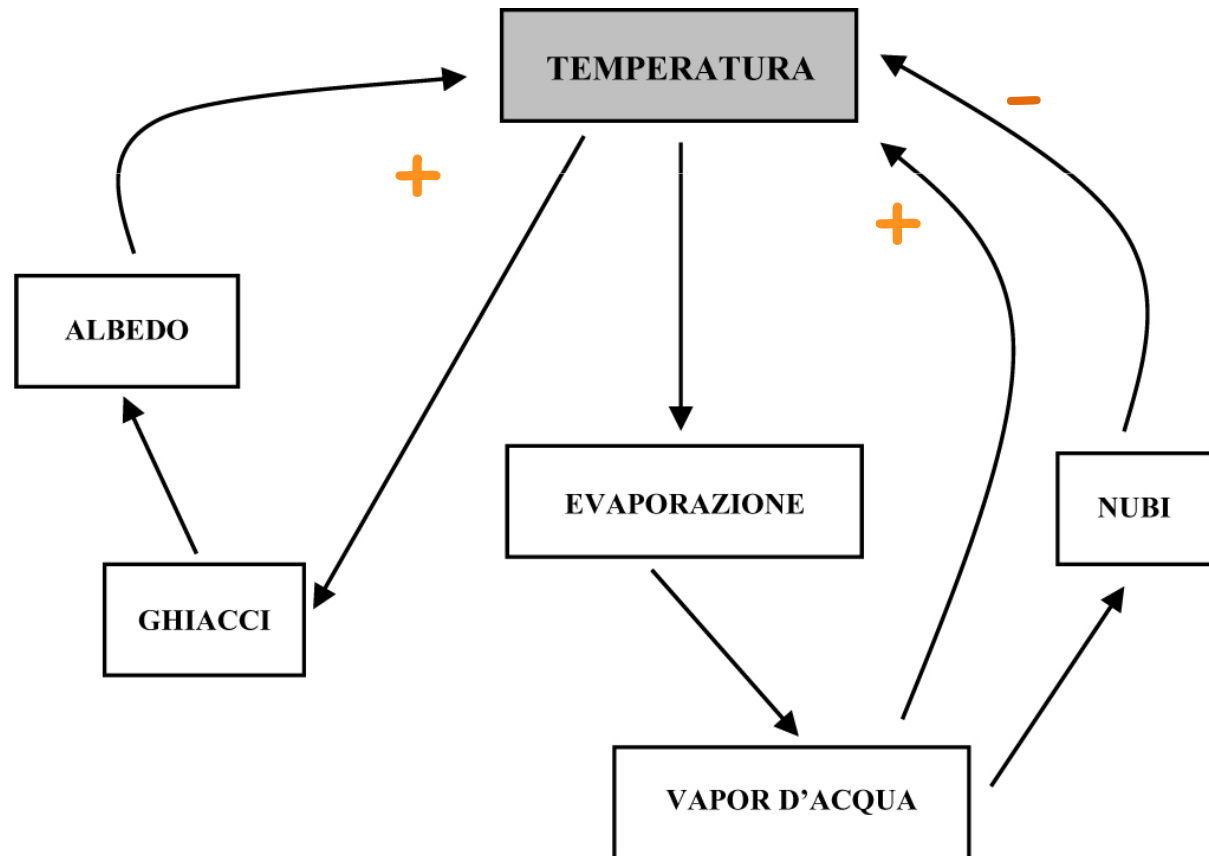 TEMPERATURA
-
+
+
ALBEDO
EVAPORAZIONE
NUBI
GHIACCI
VAPOR D’ACQUA